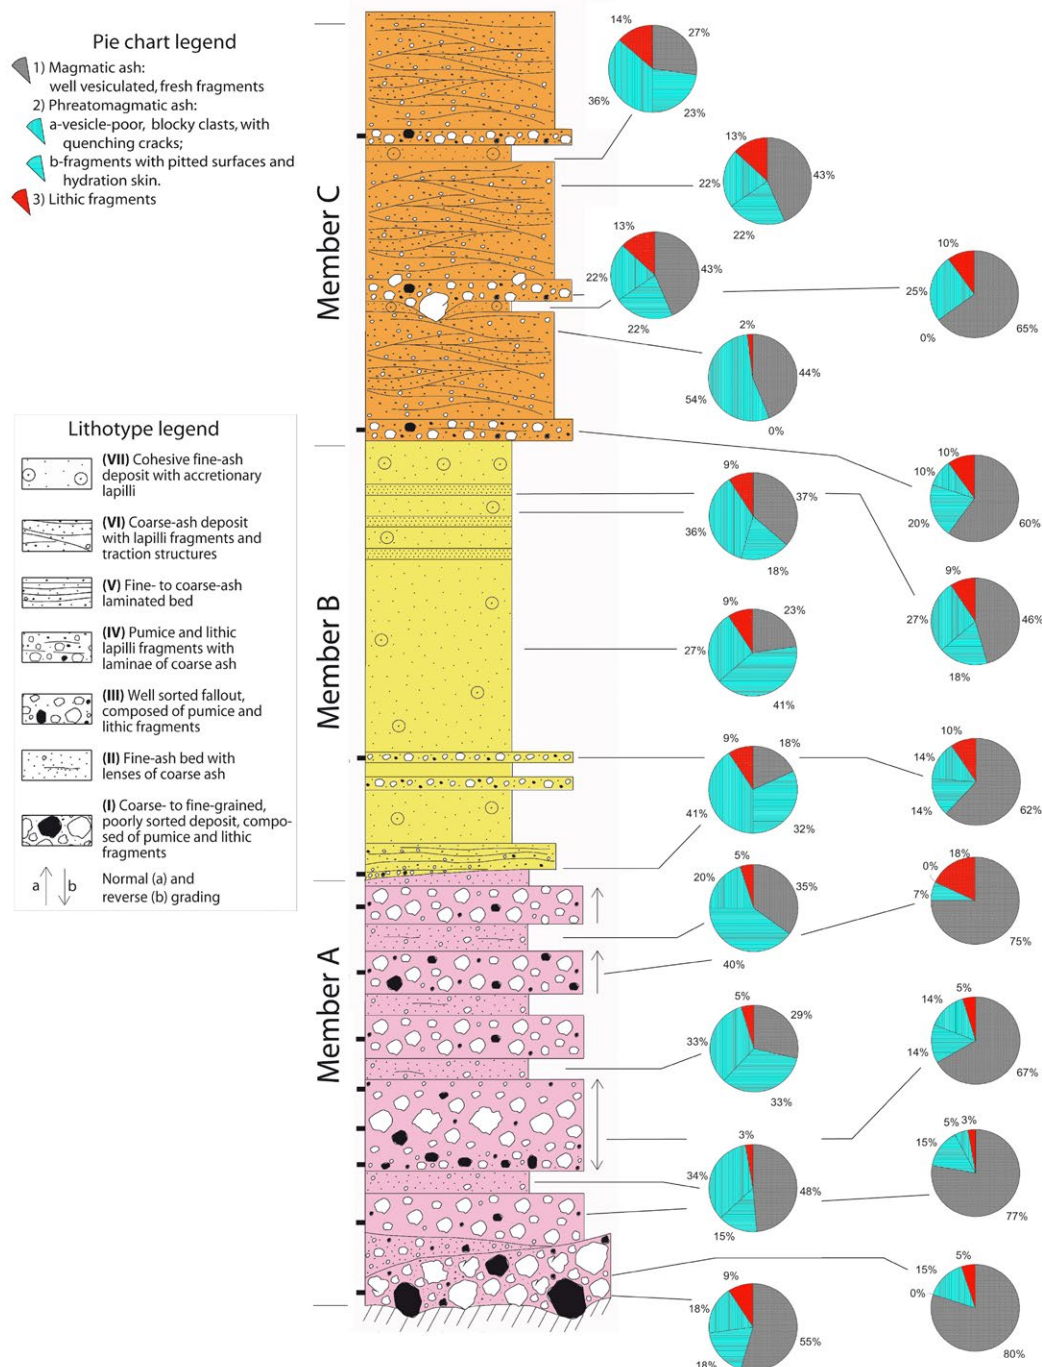 Pie chart legend
1) Magmatic ash:
well vesiculated, fresh fragments
2) Phreatomagmatic ash:
a-vesicle-poor, blocky clasts, with
quenching cracks;
b-fragments with pitted surfaces and
hydration skin.
3) Lithic fragments
Lithotype legend
(VII) Cohesive fine-ash
deposit with accretionary
lapilli
(VI) Coarse-ash deposit
with lapilli fragments and
traction structures
(V) Fine- to coarse-ash
laminated bed
(IV) Pumice and lithic
lapilli fragments with
laminae of coarse ash
(III) Well sorted fallout,
composed of pumice and
lithic fragments
(II) Fine-ash bed with
lenses of coarse ash
(I) Coarse- to fine-grained,
poorly sorted deposit, compo-
sed of pumice and lithic
fragments
a b
Normal (a) and
reverse (b) grading
Member C
Member B
Member A
14%
27%
36%
23%
13%
43%
22%
22%
13%
43%
22%
22%
10%
25%
0%
65%
2%
44%
54%
0%
10%
10%
20%
60%
9%
37%
36%
18%
9%
27%
46%
18%
9%
23%
27%
41%
9%
18%
41%
32%
10%
14%
14%
62%
5%
20%
35%
40%
18%
0%
7%
75%
5%
29%
33%
33%
5%
14%
14%
67%
3%
34%
48%
15%
5%
3%
15%
77%
9%
18%
55%
18%
5%
15%
0%
80%